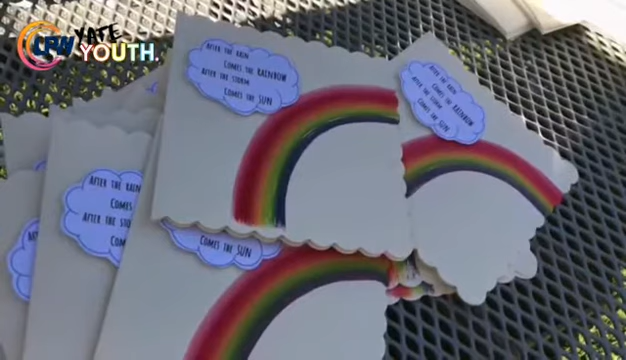 CPW YATE
YOUTH.
After the rain
Comes the RAINBOW
After the storm
Comes the SUN
After the rain
Comes the RAINBOW
After the storm
Comes the SUN
After the rain
Comes
After the
Comes the SUN